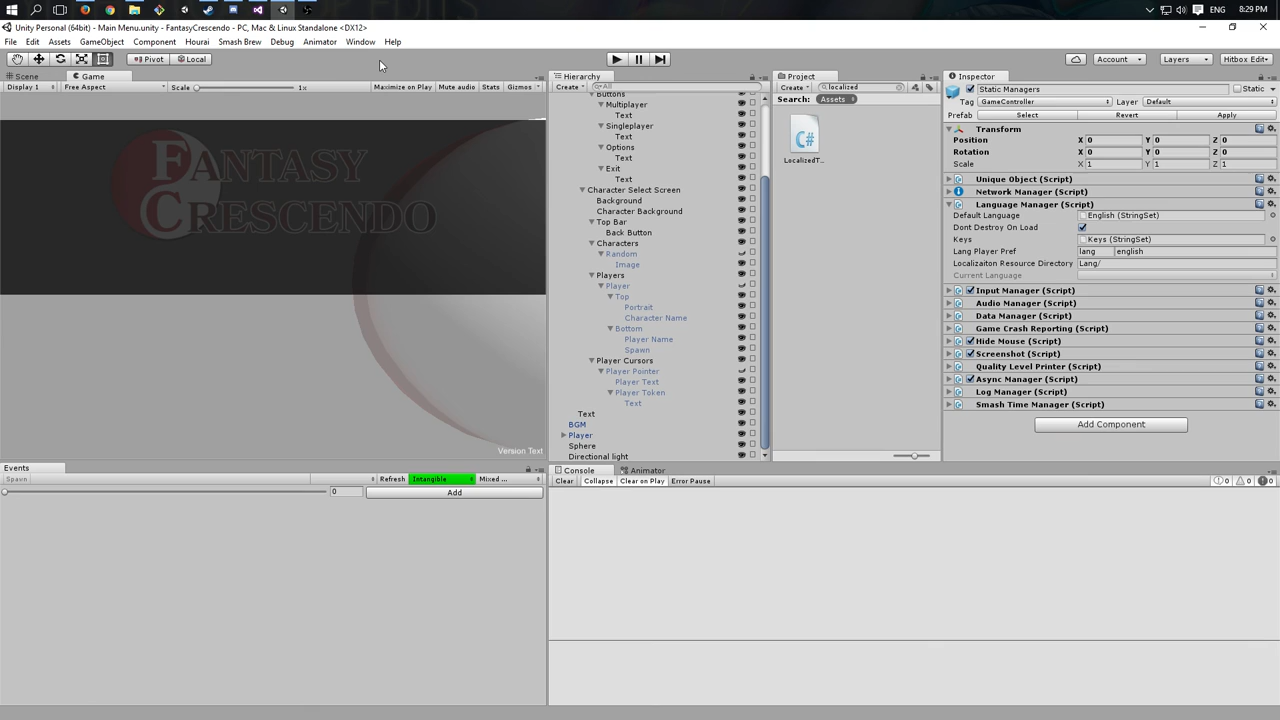 ENG
8:29 PM
Unity Personal (64bit) - Main Menu.unity - FantasyCrescendo - PC, Mac & Linux Standalone <DX12>
File Edit Assets GameObject Component Hourai Smash Brew Debug Animator Window Help
Pivot Local
Account Layers Hitbox Edit
Scene Game
Display 1 Free Aspect Scale 1x Maximize on Play Mute audio Stats Gizmos
FANTASY
CRESCENDO
Version Text
Hierarchy
Create All
Buttons
Multiplayer
Text
Singleplayer
Text
Options
Text
Exit
Text
Character Select Screen
Background
Character Background
Top Bar
Back Button
Characters
Random
Image
Players
Player
Top
Portrait
Character Name
Bottom
Player Name
Spawn
Player Cursors
Player Pointer
Player Text
Player Token
Text
Text
BGM
Player
Sphere
Directional light
Project
Create localized
Search: Assets
C#
LocalizedT...
Inspector
Static Managers Static
Tag GameController Layer Default
Prefab Select Revert Apply
Transform
Position X 0 Y 0 Z 0
Rotation X 0 Y 0 Z 0
Scale X 1 Y 1 Z 1
Unique Object (Script)
Network Manager (Script)
Language Manager (Script)
Default Language English (StringSet)
Dont Destroy On Load
Keys Keys (StringSet)
Lang Player Pref lang english
Localizaiton Resource Directory Lang/
Current Language
Input Manager (Script)
Audio Manager (Script)
Data Manager (Script)
Game Crash Reporting (Script)
Hide Mouse (Script)
Screenshot (Script)
Quality Level Printer (Script)
Async Manager (Script)
Log Manager (Script)
Smash Time Manager (Script)
Add Component
Events
Spawn Refresh Intangible Mixed ...
0 Add
Console Animator
Clear Collapse Clear on Play Error Pause 0 0 0